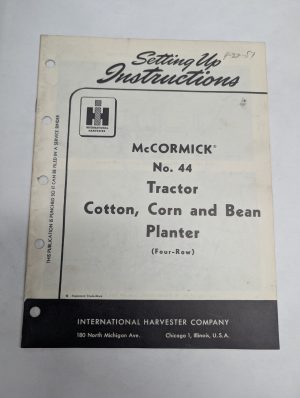 Setting Up
Instructions
INTERNATIONAL
HARVESTER
McCORMICK®
No. 44
Tractor
Cotton, Corn and Bean
Planter
(Four-Row)
THIS PUBLICATION IS PUNCHED SO IT CAN BE FILED IN A SERVICE BINDER
INTERNATIONAL HARVESTER COMPANY
180 North Michigan Ave. Chicago 1, Illinois, U.S.A.